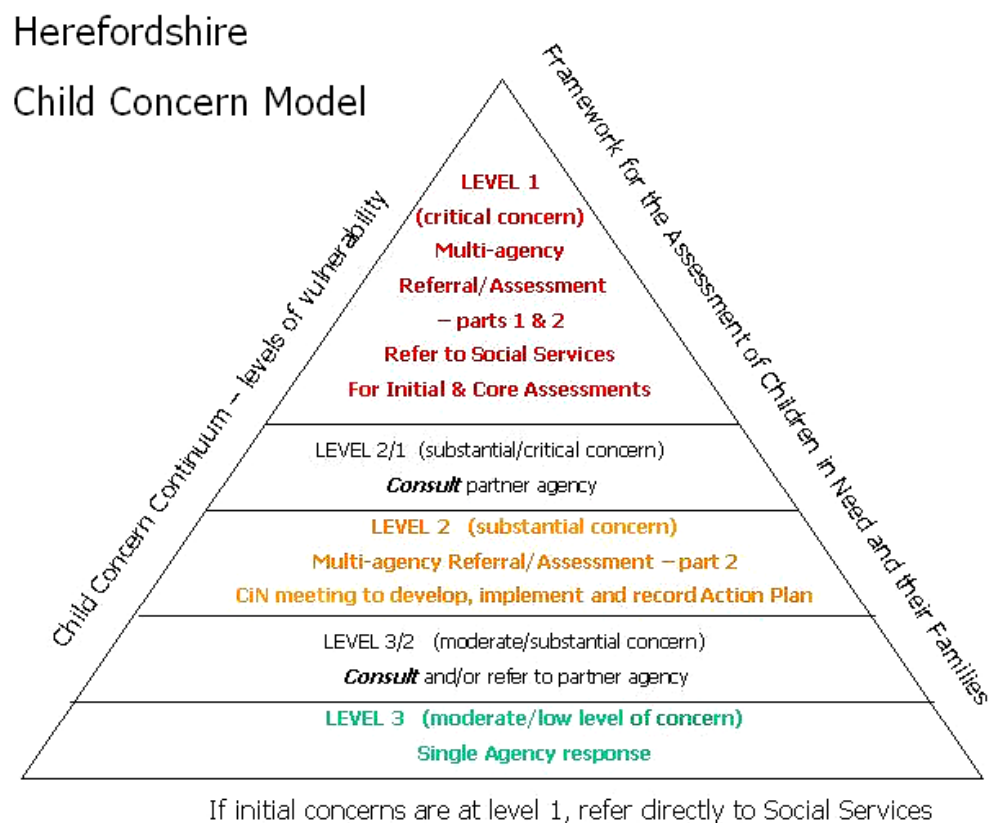 Herefordshire
Child Concern Model
Framework for the Assessment of Children in Need and their Families
Child Concern Continuum – levels of vulnerability
LEVEL 1
(critical concern)
Multi-agency
Referral/Assessment
– parts 1 & 2
Refer to Social Services
For Initial & Core Assessments
LEVEL 2/1 (substantial/critical concern)
Consult partner agency
LEVEL 2 (substantial concern)
Multi-agency Referral/Assessment – part 2
CiN meeting to develop, implement and record Action Plan
LEVEL 3/2 (moderate/substantial concern)
Consult and/or refer to partner agency
LEVEL 3 (moderate/low level of concern)
Single Agency response
If initial concerns are at level 1, refer directly to Social Services